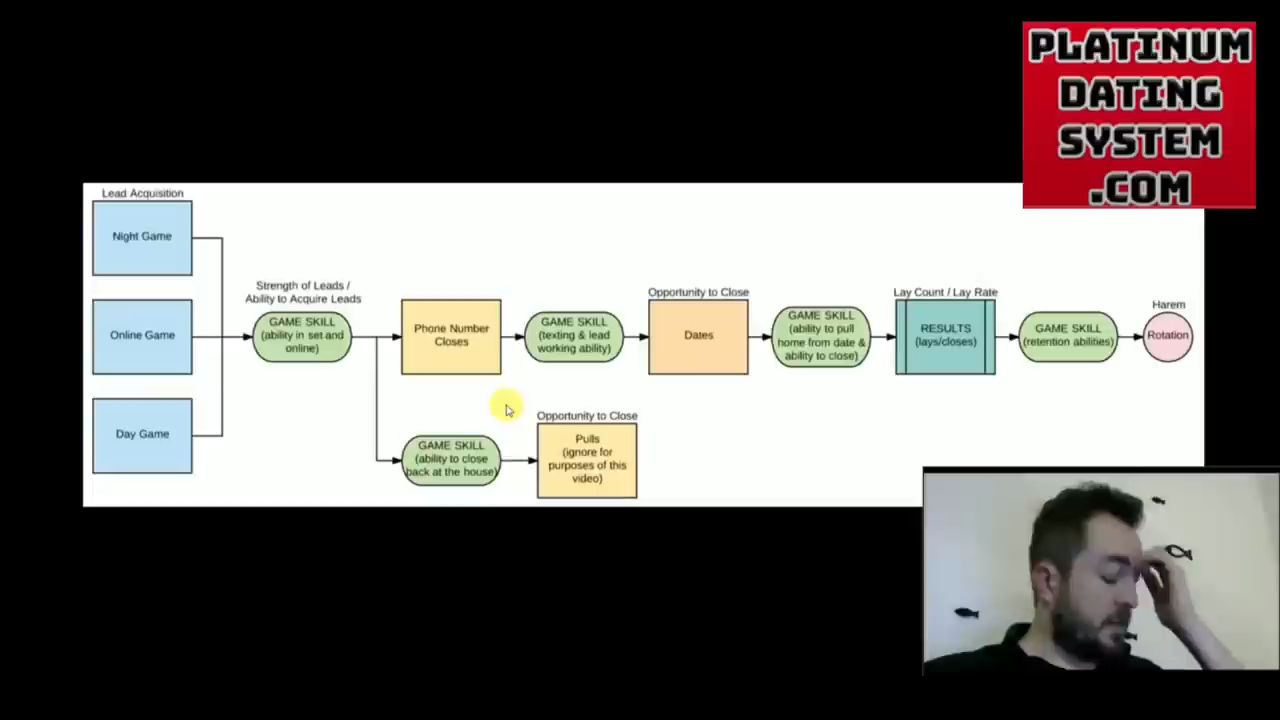 PLATINUM
DATING
SYSTEM
.COM
Lead Acquisition
Night Game
Online Game
Day Game
Strength of Leads /
Ability to Acquire Leads
GAME SKILL
(ability in set and
online)
Phone Number
Closes
GAME SKILL
(texting & lead
working ability)
Opportunity to Close
Dates
GAME SKILL
(ability to pull
home from date &
ability to close)
Lay Count / Lay Rate
RESULTS
(lays/closes)
GAME SKILL
(retention abilities)
Harem
Rotation
GAME SKILL
(ability to close
back at the house)
Opportunity to Close
Pulls
(ignore for
purposes of this
video)